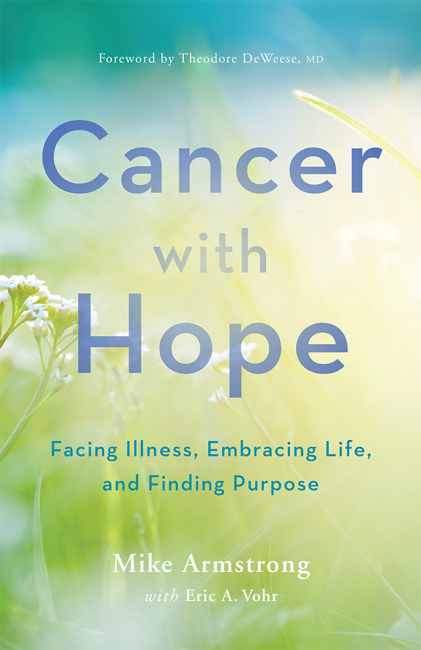 Foreword by Theodore DeWeese, MD
Cancer
with
Hope
Facing Illness, Embracing Life,
and Finding Purpose
Mike Armstrong
with Eric A. Vohr